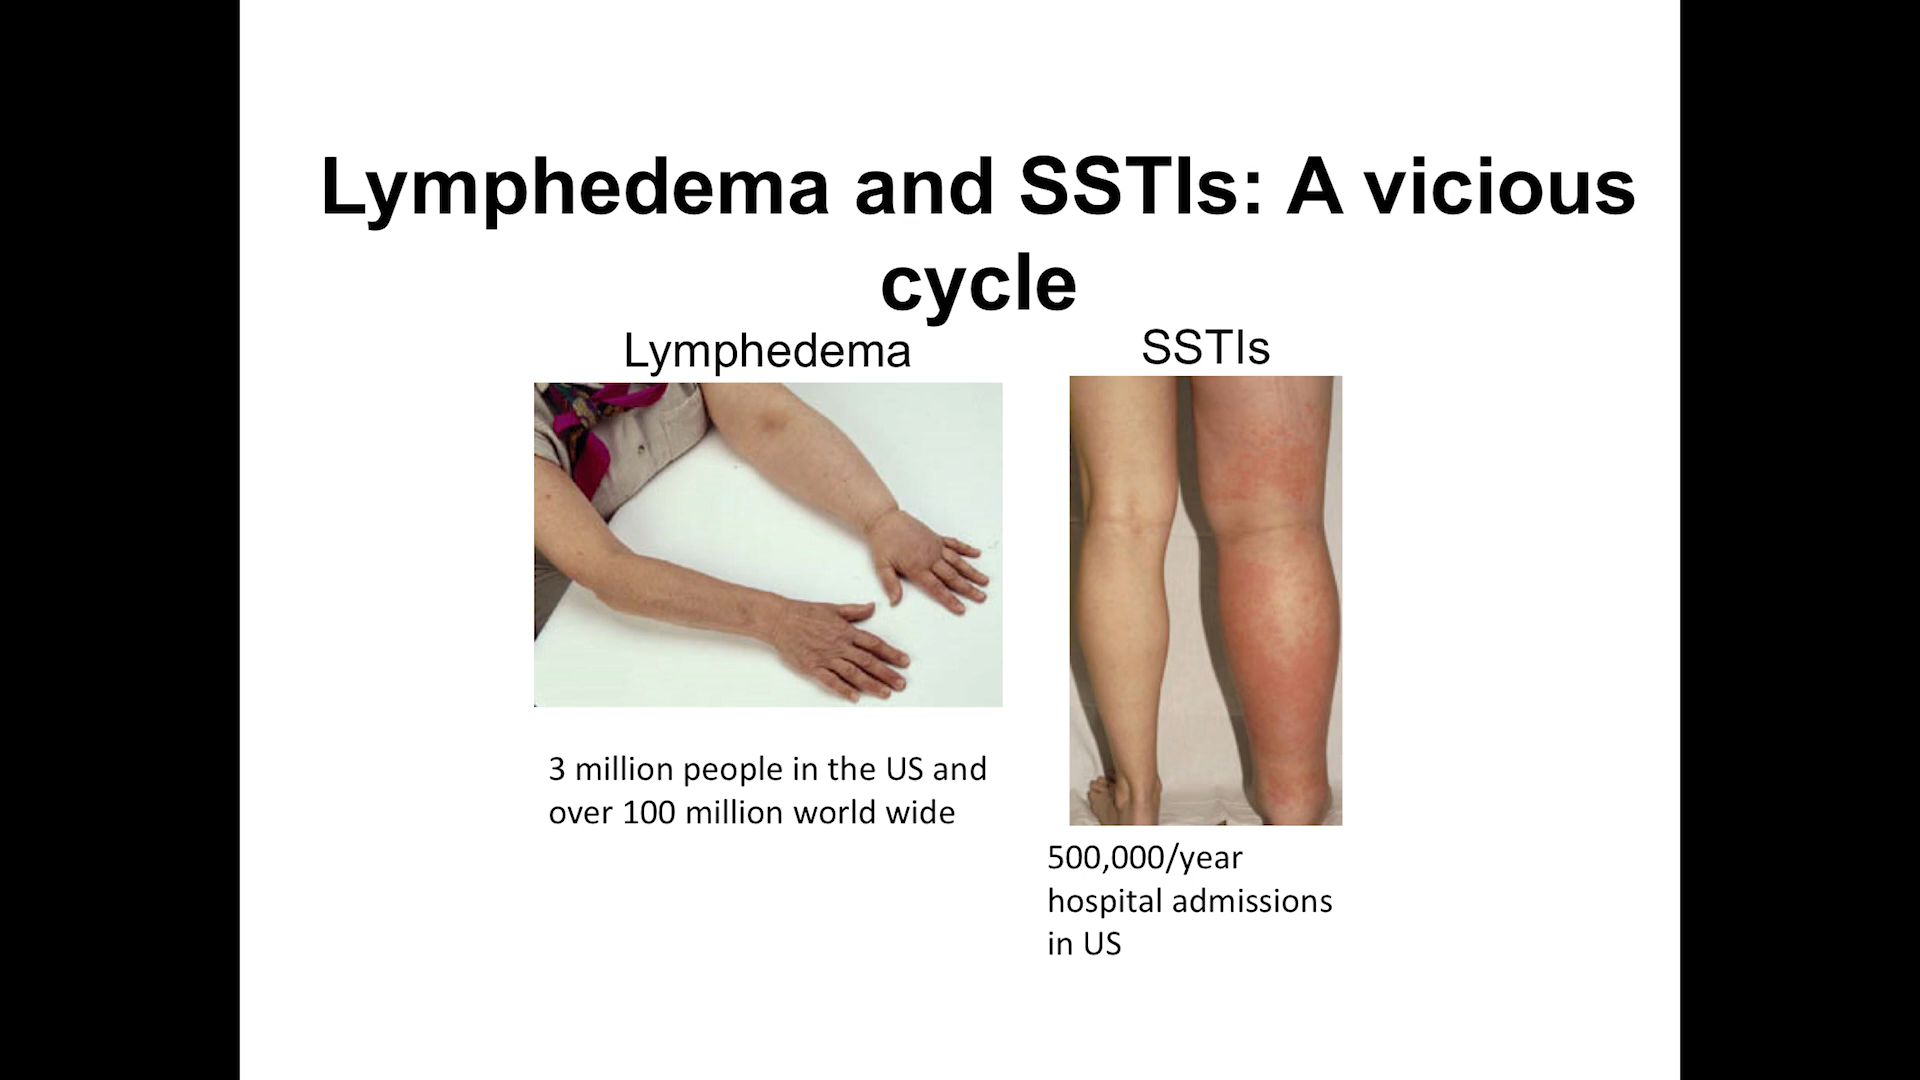 Lymphedema and SSTIs: A vicious
cycle
Lymphedema
SSTIs
3 million people in the US and
over 100 million world wide
500,000/year
hospital admissions
in US